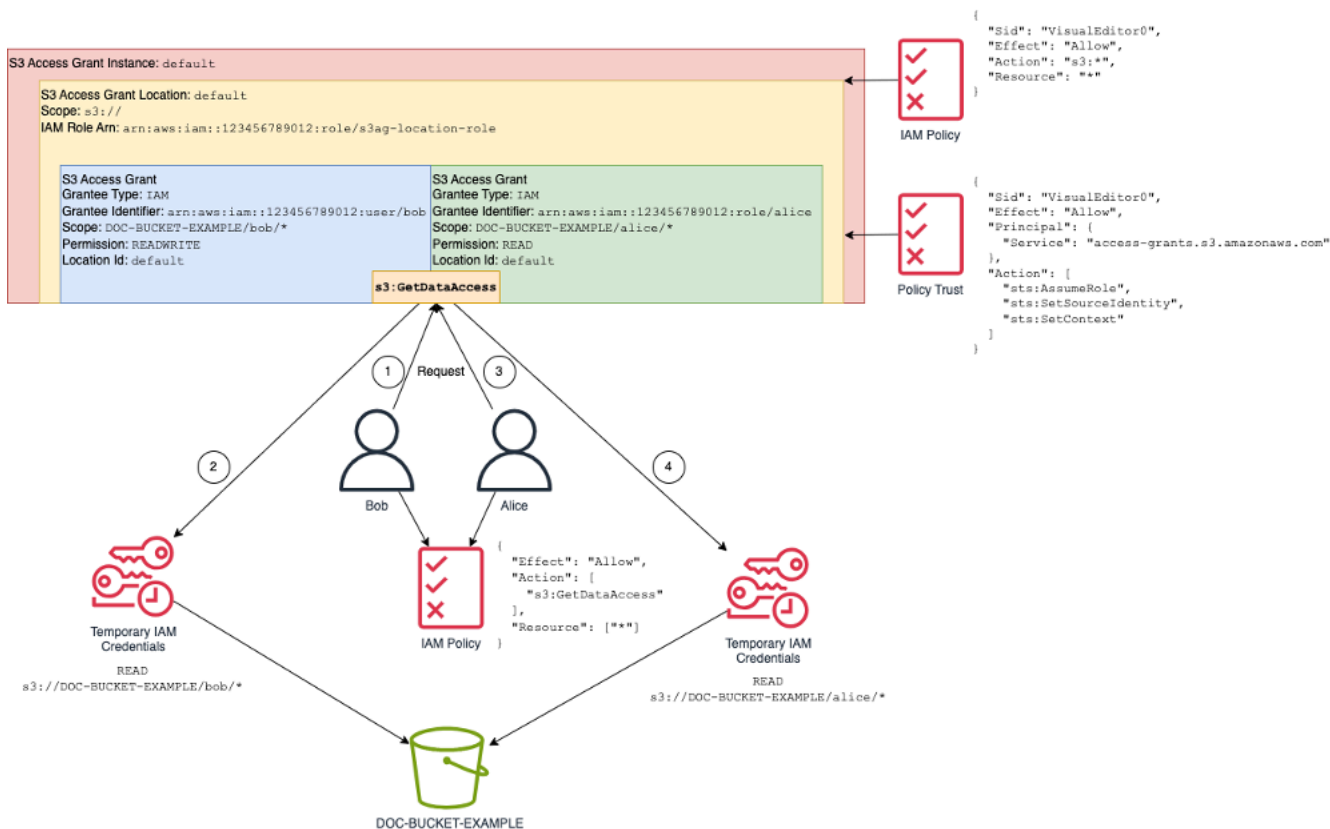 S3 Access Grant Instance: default
S3 Access Grant Location: default
Scope: s3://
IAM Role Arn: arn:aws:iam::123456789012:role/s3ag-location-role
S3 Access Grant
Grantee Type: IAM
Grantee Identifier: arn:aws:iam::123456789012:user/bob
Scope: DOC-BUCKET-EXAMPLE/bob/*
Permission: READWRITE
Location Id: default
S3 Access Grant
Grantee Type: IAM
Grantee Identifier: arn:aws:iam::123456789012:role/alice
Scope: DOC-BUCKET-EXAMPLE/alice/*
Permission: READ
Location Id: default
s3:GetDataAccess
{
"Sid": "VisualEditor0",
"Effect": "Allow",
"Action": "s3:*",
"Resource": "*"
}
IAM Policy
{
"Sid": "VisualEditor0",
"Effect": "Allow",
"Principal": {
"Service": "access-grants.s3.amazonaws.com"
},
"Action": [
"sts:AssumeRole",
"sts:SetSourceIdentity",
"sts:SetContext"
]
}
Policy Trust
1
Request
3
2
4
Bob
Alice
{
"Effect": "Allow",
"Action": [
"s3:GetDataAccess"
],
"Resource": ["*"]
}
IAM Policy
Temporary IAM
Credentials
READ
s3://DOC-BUCKET-EXAMPLE/bob/*
Temporary IAM
Credentials
READ
s3://DOC-BUCKET-EXAMPLE/alice/*
DOC-BUCKET-EXAMPLE